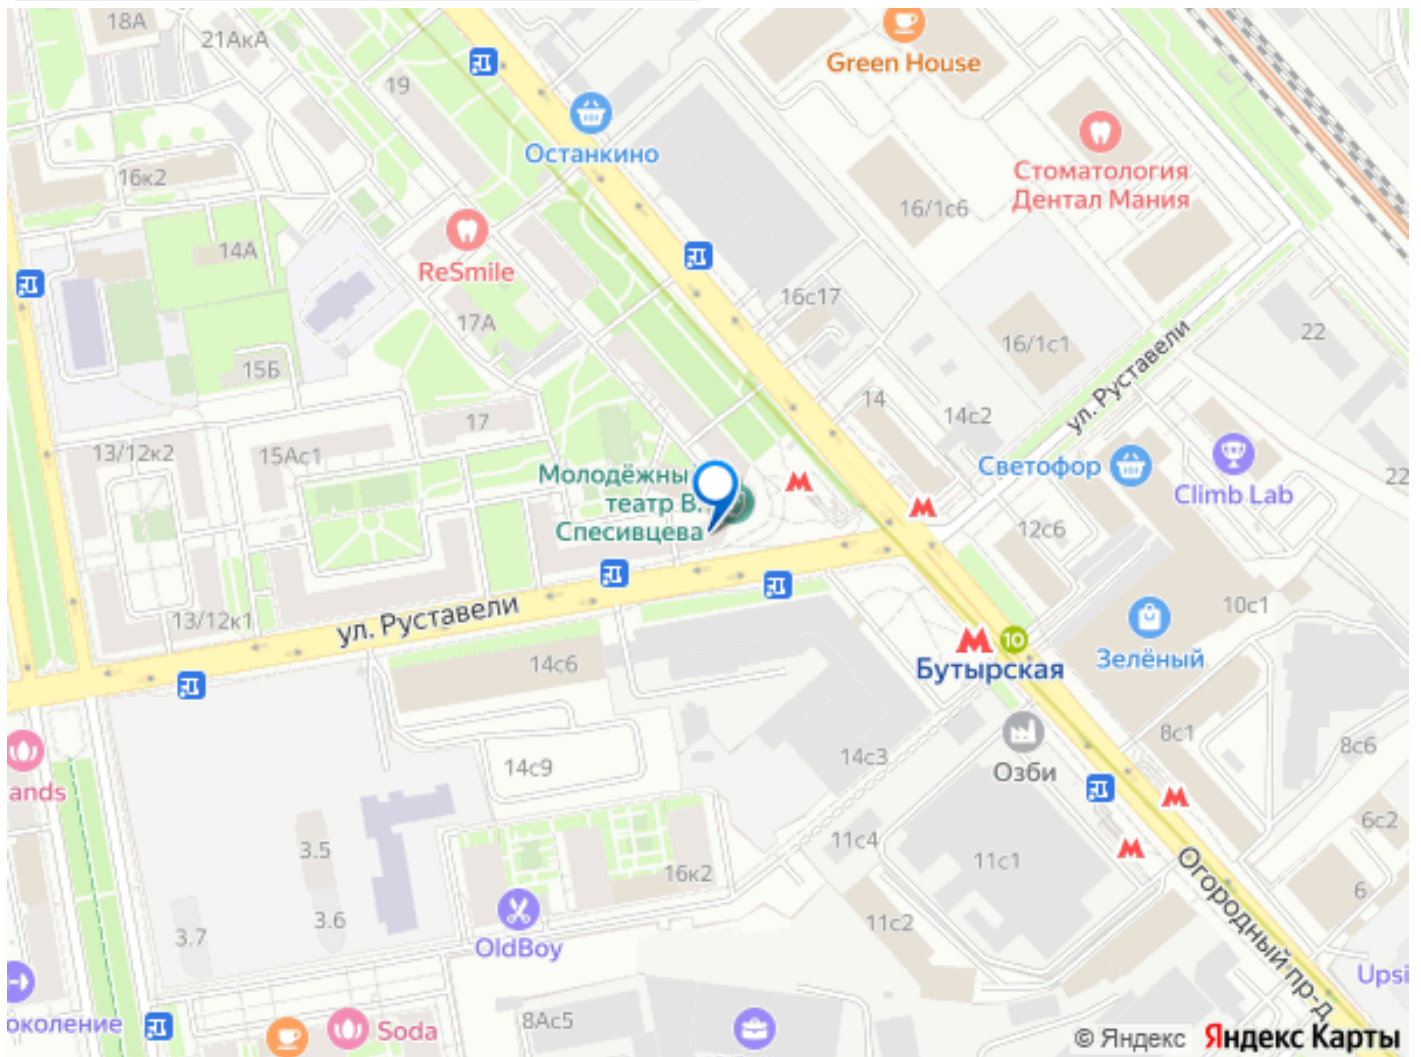 18А
21АкА
Green House
19
Останкино
Стоматология
Дентал Мания
16к2
16/1с6
14А
ReSmile
16с17
17А
16/1с1
22
ул. Руставели
15Б
14
14с2
17
13/12к2
15Ас1
Молодёжны
театр В.
Спесивцева
Светофор
Climb Lab
22
12с6
10с1
13/12к1
ул. Руставели
14с6
Бутырская
10
Зелёный
8с1
8с6
14с3
14с9
Озби
ands
6с2
3.5
11с4
11с1
16к2
Огородный пр-д
6
3.6
11с2
3.7
OldBoy
Upsi
околение
Soda
8Ас5
© Яндекс Яндекс Карты